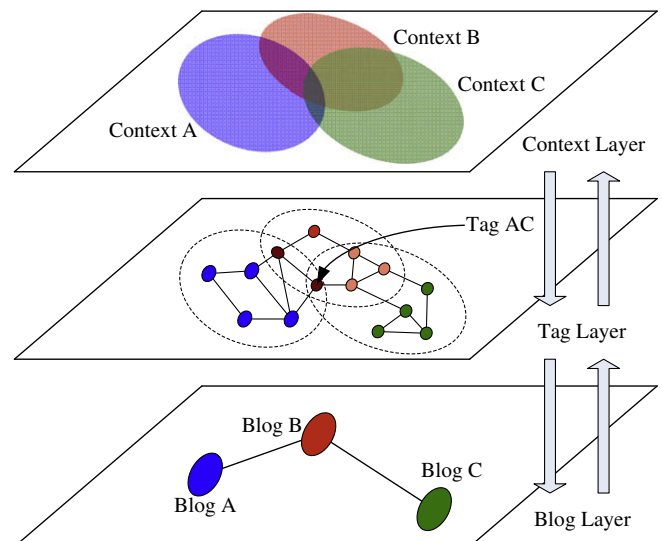 Context B
Context C
Context A
Context Layer
Tag AC
Tag Layer
Blog B
Blog C
Blog A
Blog Layer